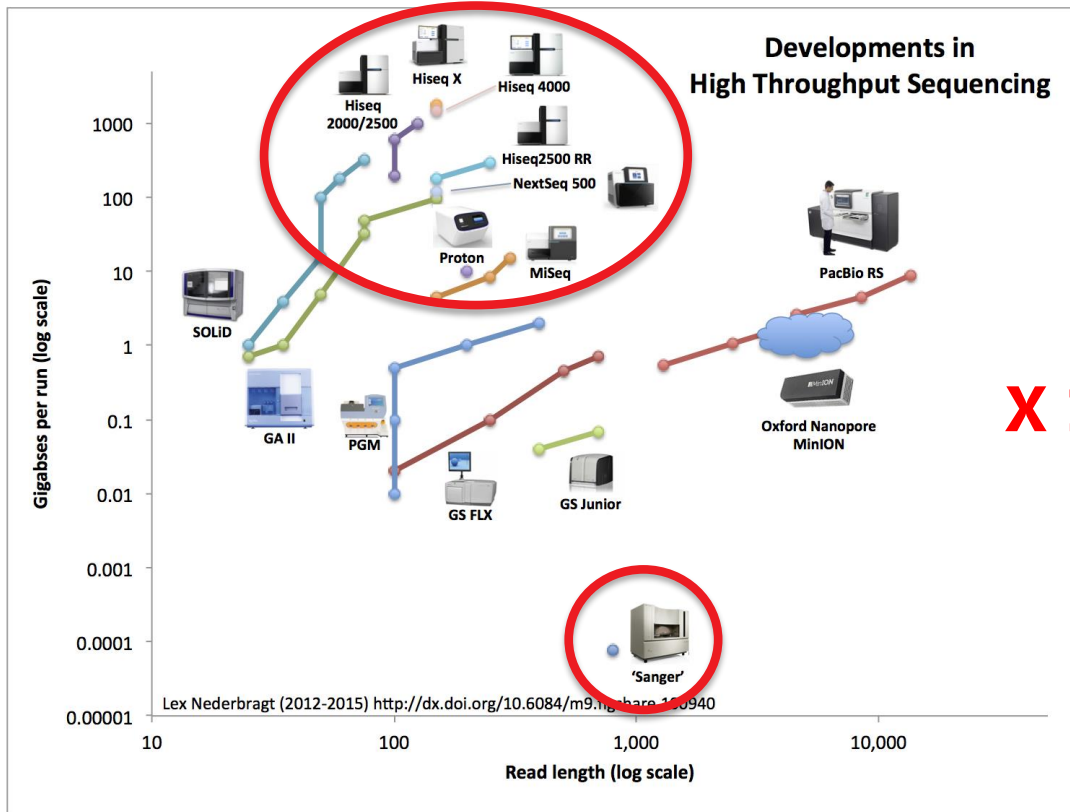 Developments in
High Throughput Sequencing
Hiseq X
Hiseq 4000
Hiseq
2000/2500
Hiseq2500 RR
NextSeq 500
Proton
MiSeq
PacBio RS
SOLiD
GA II
PGM
GS FLX
GS Junior
MinION
Oxford Nanopore
MinION
X
'Sanger'
Gigabses per run (log scale)
1000
100
10
1
0.1
0.01
0.001
0.0001
0.00001
Lex Nederbragt (2012-2015) http://dx.doi.org/10.6084/m9.figshare.100940
10
100
1,000
10,000
Read length (log scale)